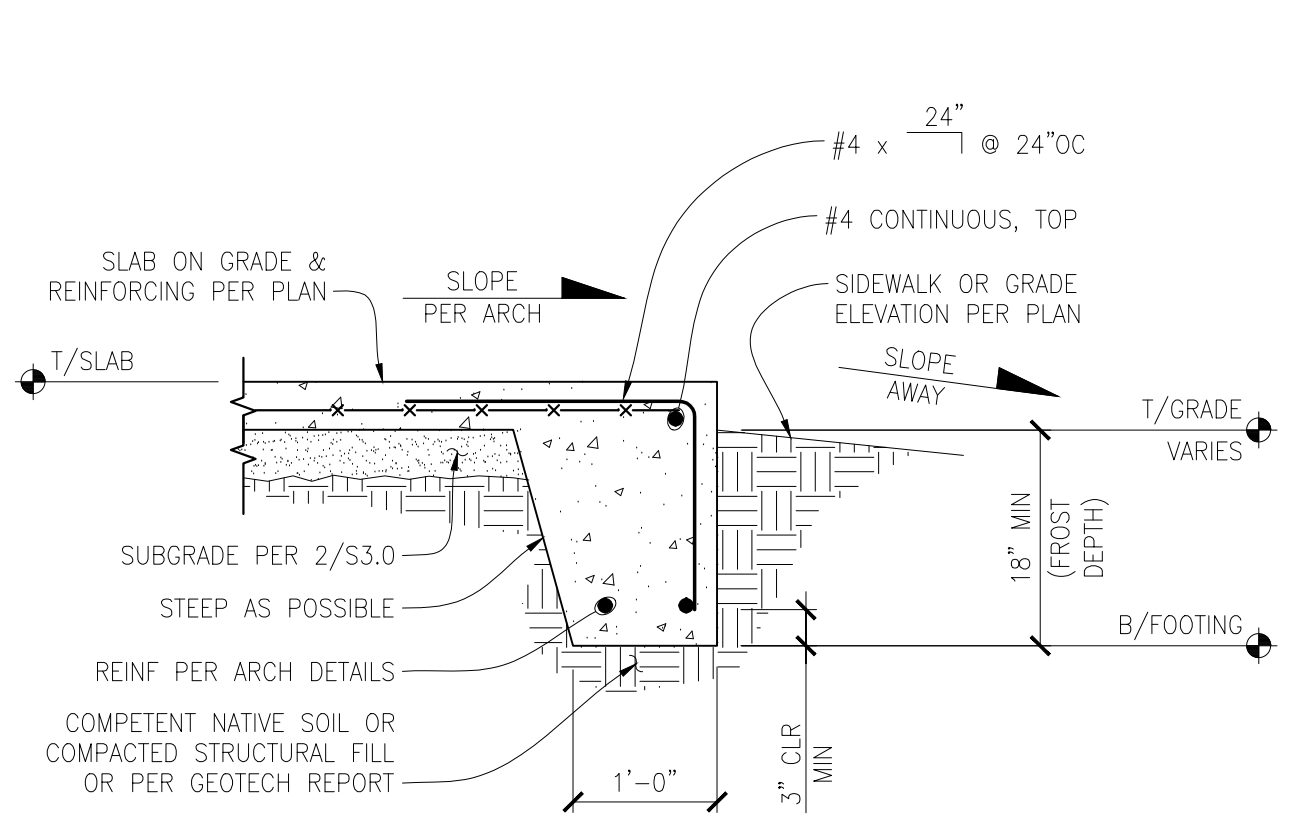 24"
#4 x @ 24"OC
#4 CONTINUOUS, TOP
SLAB ON GRADE &
REINFORCING PER PLAN
SLOPE
PER ARCH
SIDEWALK OR GRADE
ELEVATION PER PLAN
T/SLAB
SLOPE
AWAY
T/GRADE
VARIES
18" MIN
(FROST
DEPTH)
SUBGRADE PER 2/S3.0
STEEP AS POSSIBLE
B/FOOTING
REINF PER ARCH DETAILS
COMPETENT NATIVE SOIL OR
COMPACTED STRUCTURAL FILL
OR PER GEOTECH REPORT
1'-0"
3" CLR
MIN